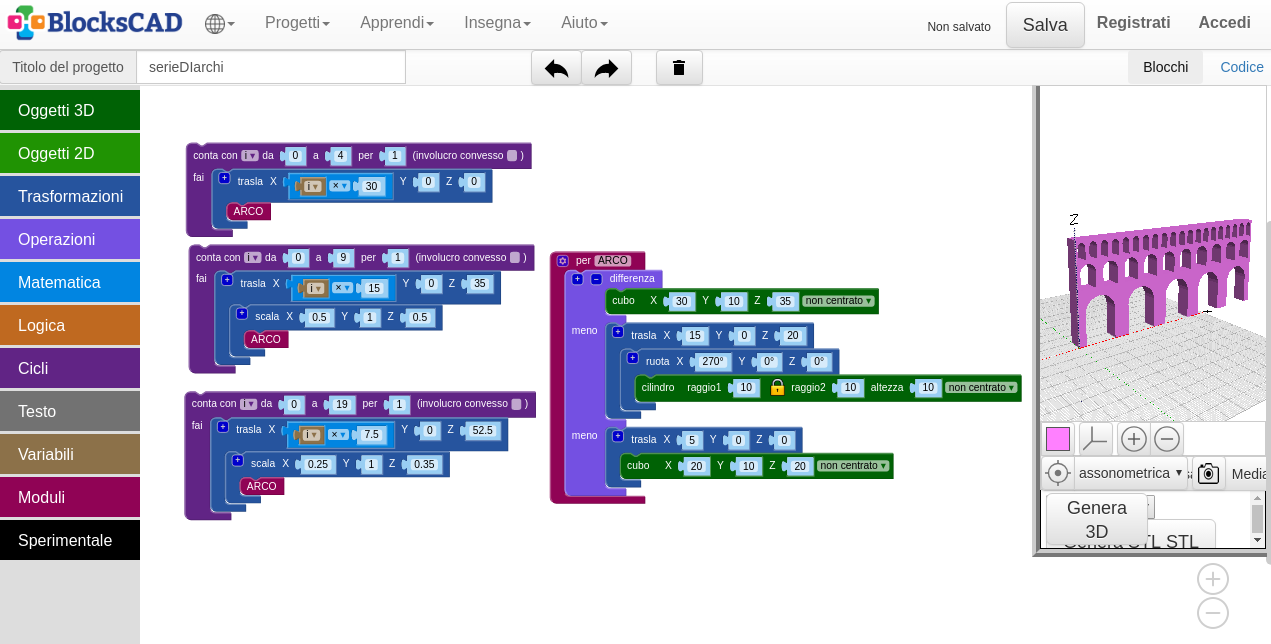 BlocksCAD Progetti Apprendi Insegna Aiuto Non salvato Salva Registrati Accedi
Titolo del progetto serieDIarchi Blocchi Codice
Oggetti 3D
Oggetti 2D
Trasformazioni
Operazioni
Matematica
Logica
Cicli
Testo
Variabili
Moduli
Sperimentale
conta con i da 0 a 4 per 1 (involucro convesso )
fai + trasla X i × 30 Y 0 Z 0
ARCO
conta con i da 0 a 9 per 1 (involucro convesso )
fai + trasla X i × 15 Y 0 Z 35
+ scala X 0.5 Y 1 Z 0.5
ARCO
conta con i da 0 a 19 per 1 (involucro convesso )
fai + trasla X i × 7.5 Y 0 Z 52.5
+ scala X 0.25 Y 1 Z 0.35
ARCO
per ARCO
+ − differenza
cubo X 30 Y 10 Z 35 non centrato
meno + trasla X 15 Y 0 Z 20
+ ruota X 270° Y 0° Z 0°
cilindro raggio1 10 raggio2 10 altezza 10 non centrato
meno + trasla X 5 Y 0 Z 0
cubo X 20 Y 10 Z 20 non centrato
Z
assonometrica Media
Genera
3D
STL STL